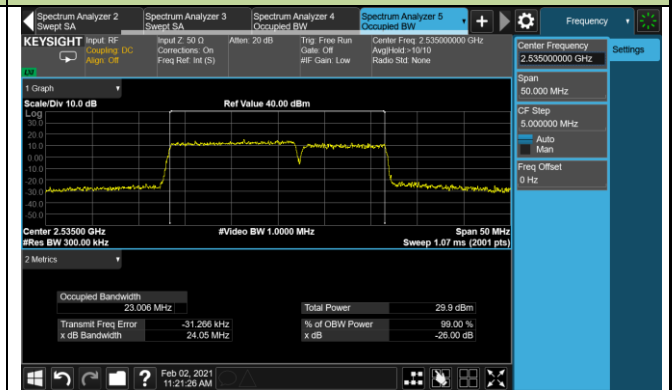 Spectrum Analyzer 2
Swept SA
Spectrum Analyzer 3
Swept SA
Spectrum Analyzer 4
Occupied BW
Spectrum Analyzer 5
Occupied BW
Frequency
KEYSIGHT
Input: RF
Coupling: DC
Align: Off
Input Z: 50 Ω
Corrections: On
Freq Ref: Int (S)
Atten: 20 dB
Trig: Free Run
Gate: Off
#IF Gain: Low
Center Freq: 2.535000000 GHz
Avg|Hold:>10/10
Radio Std: None
Center Frequency
2.535000000 GHz
Settings
Span
50.000 MHz
CF Step
5.000000 MHz
Auto
Man
Freq Offset
0 Hz
1 Graph
Scale/Div 10.0 dB
Ref Value 40.00 dBm
Log
30.0
20.0
10.0
0.00
-10.0
-20.0
-30.0
-40.0
-50.0
Center 2.53500 GHz
#Video BW 1.0000 MHz
Span 50 MHz
#Res BW 300.00 kHz
Sweep 1.07 ms (2001 pts)
2 Metrics
Occupied Bandwidth
23.006 MHz
Total Power
29.9 dBm
Transmit Freq Error
-31.266 kHz
% of OBW Power
99.00 %
x dB Bandwidth
24.05 MHz
x dB
-26.00 dB
Feb 02, 2021
11:21:26 AM